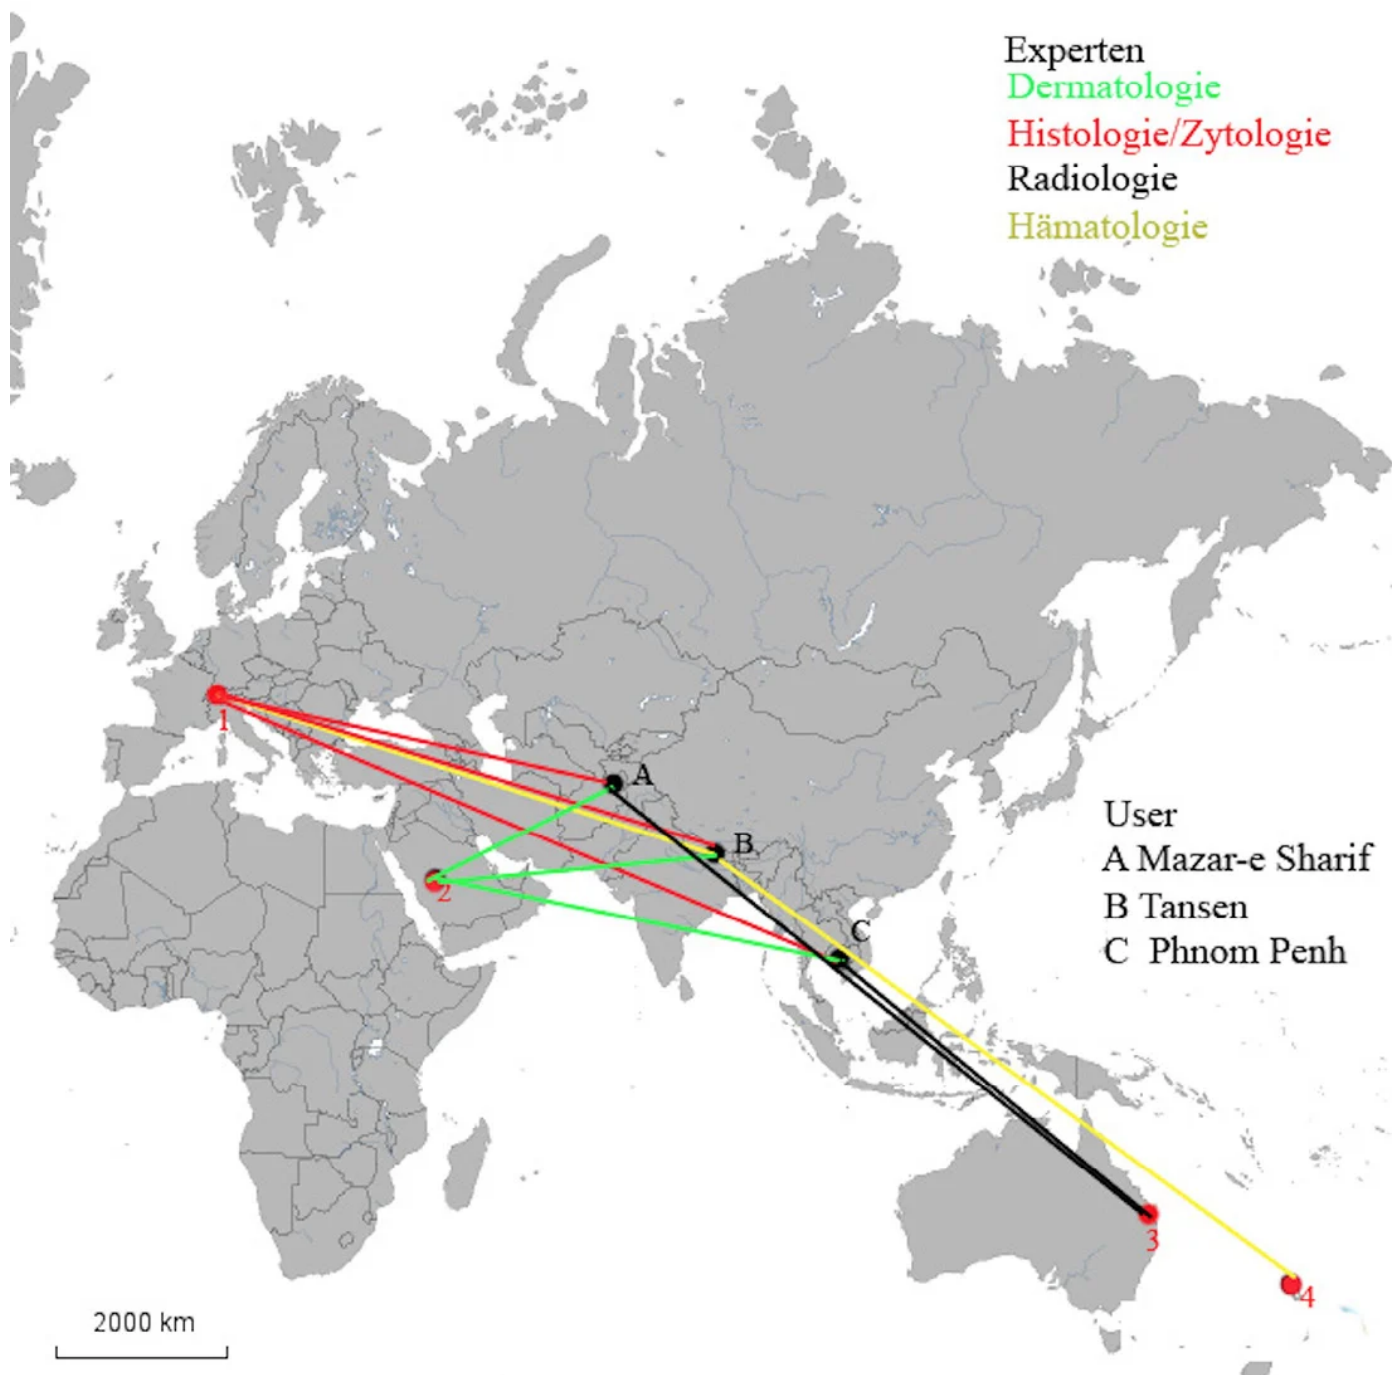 Experten
Dermatologie
Histologie/Zytologie
Radiologie
Hämatologie
1
A
B
2
C
User
A Mazar-e Sharif
B Tansen
C Phnom Penh
3
4
2000 km